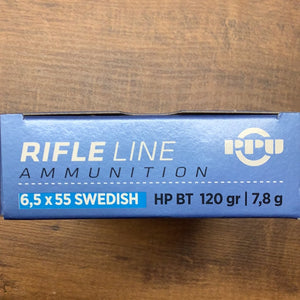 RIFLE LINE
AMMUNITION
PPU
6,5 x 55 SWEDISH HP BT 120 gr | 7,8 g